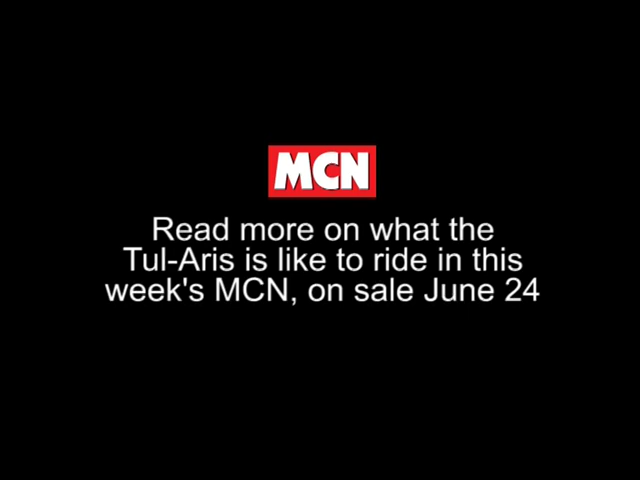 MCN
Read more on what the
Tul-Aris is like to ride in this
week's MCN, on sale June 24